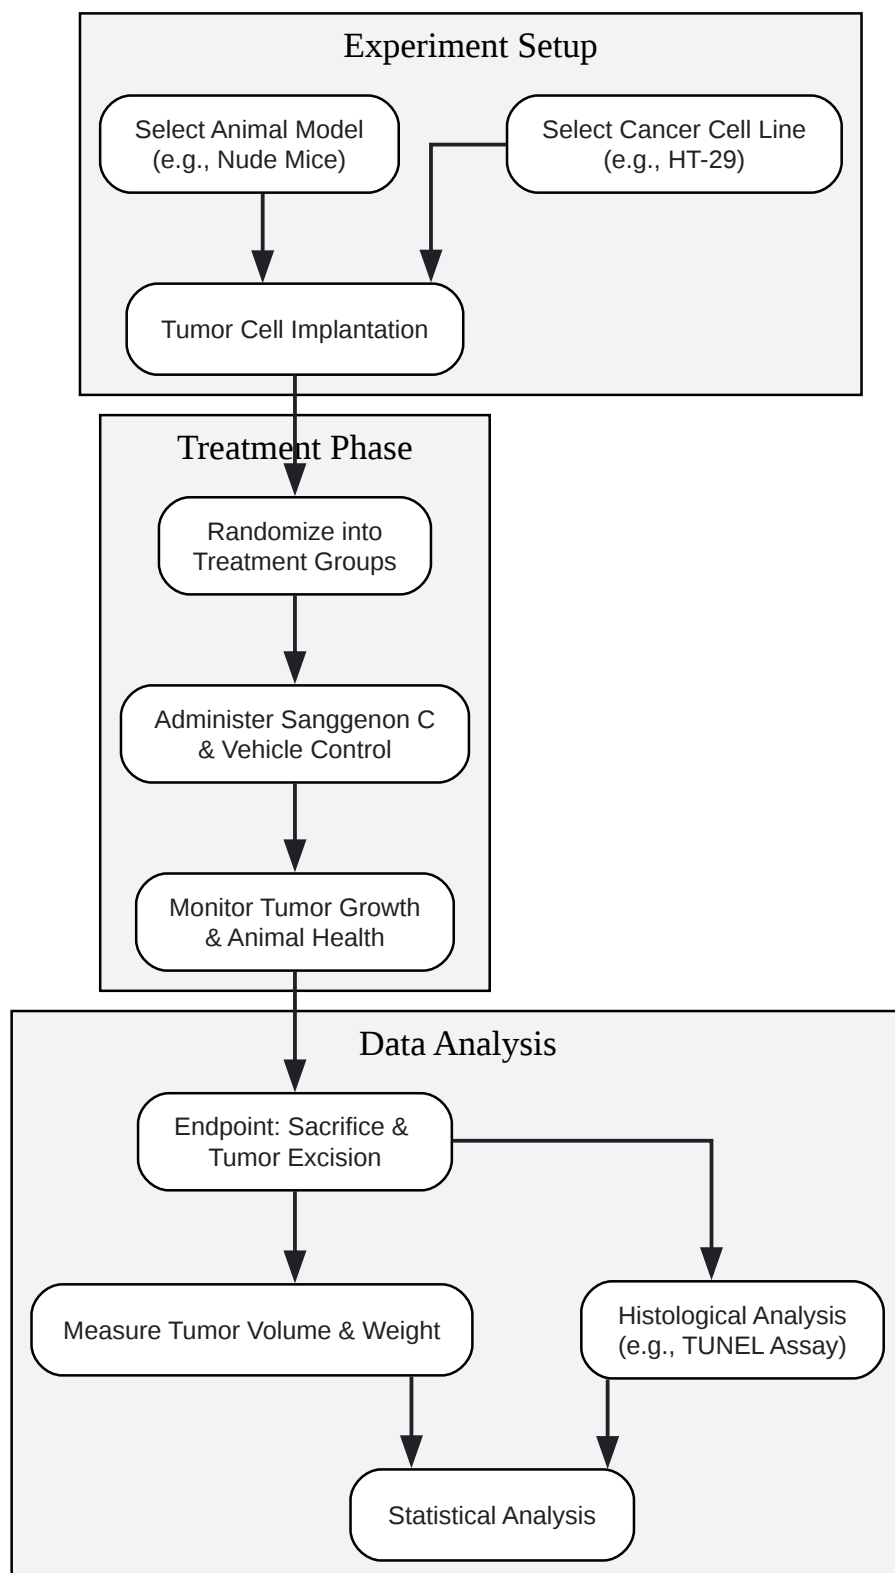 Experiment Setup
Select Animal Model
(e.g., Nude Mice)
Select Cancer Cell Line
(e.g., HT-29)
Tumor Cell Implantation
Treatment Phase
Randomize into
Treatment Groups
Administer Sanggenon C
& Vehicle Control
Monitor Tumor Growth
& Animal Health
Data Analysis
Endpoint: Sacrifice &
Tumor Excision
Measure Tumor Volume & Weight
Histological Analysis
(e.g., TUNEL Assay)
Statistical Analysis